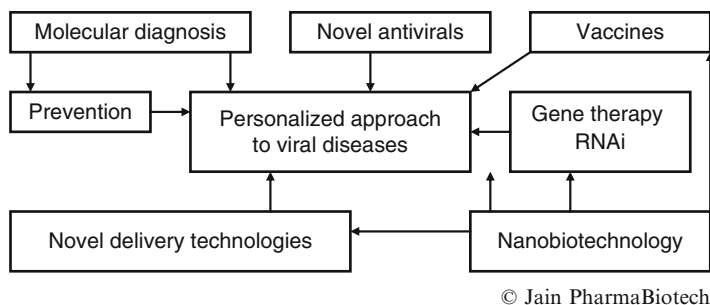 Molecular diagnosis
Novel antivirals
Vaccines
Prevention
Personalized approach
to viral diseases
Gene therapy
RNAi
Novel delivery technologies
Nanobiotechnology
© Jain PharmaBiotech